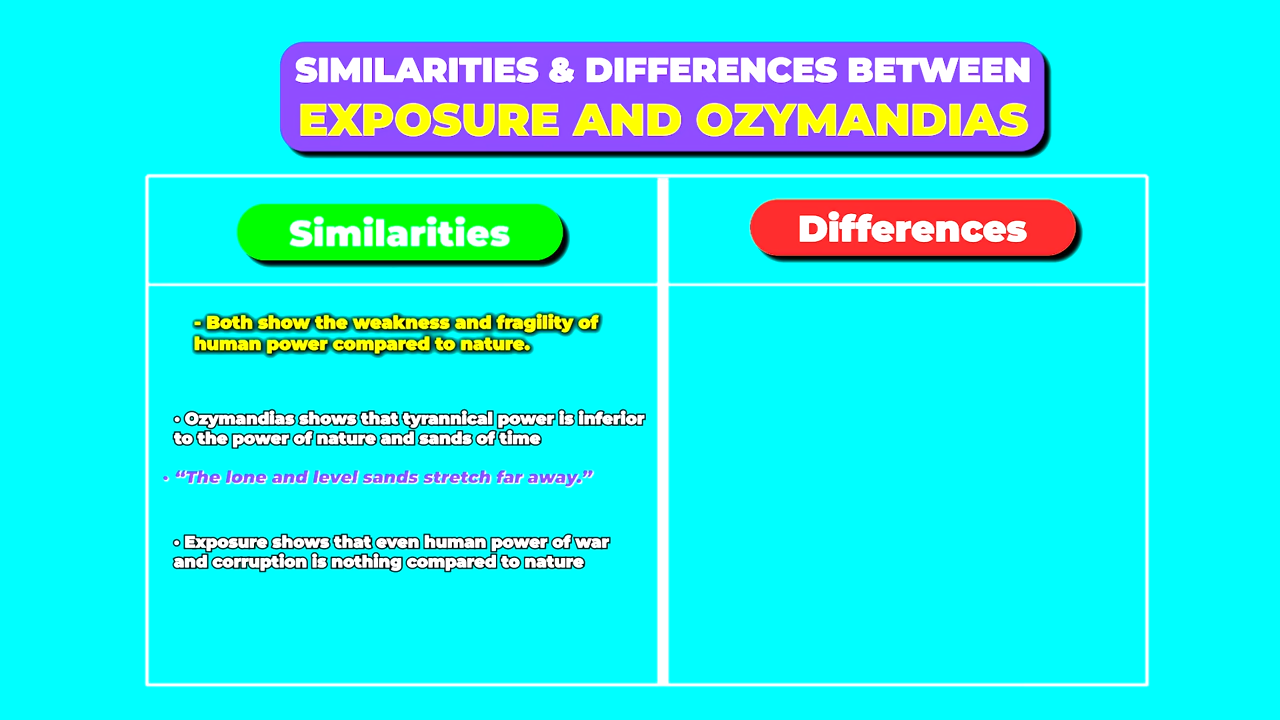 SIMILARITIES & DIFFERENCES BETWEEN
EXPOSURE AND OZYMANDIAS
Similarities
Differences
- Both show the weakness and fragility of
human power compared to nature.
• Ozymandias shows that tyrannical power is inferior
to the power of nature and sands of time
• “The lone and level sands stretch far away.”
• Exposure shows that even human power of war
and corruption is nothing compared to nature